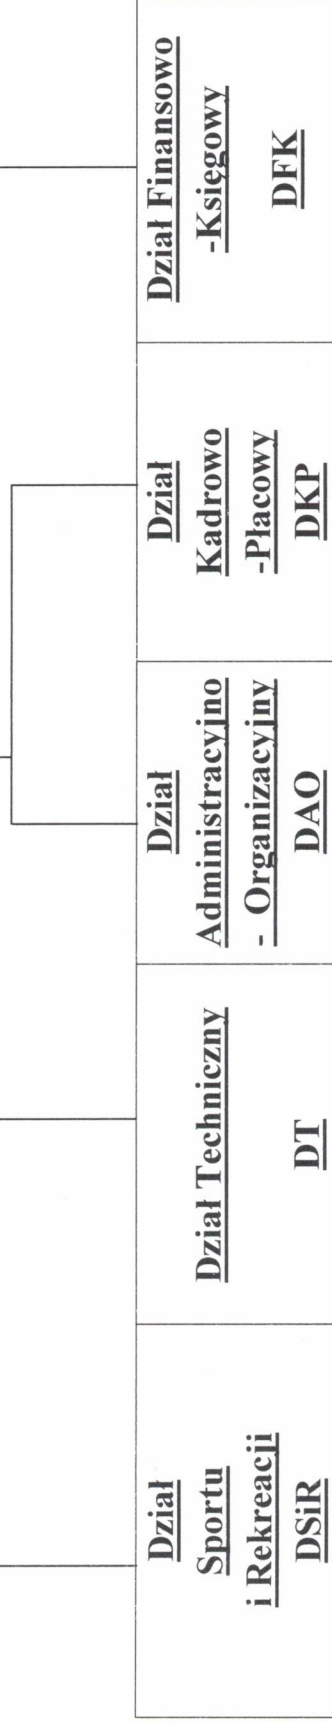 Dział
Sportu
i Rekreacji
DSiR
Dział Techniczny
DT
Dział
Administracyjno
- Organizacyjny
DAO
Dział
Kadrowo
-Płacowy
DKP
Dział Finansowo
-Księgowy
DFK